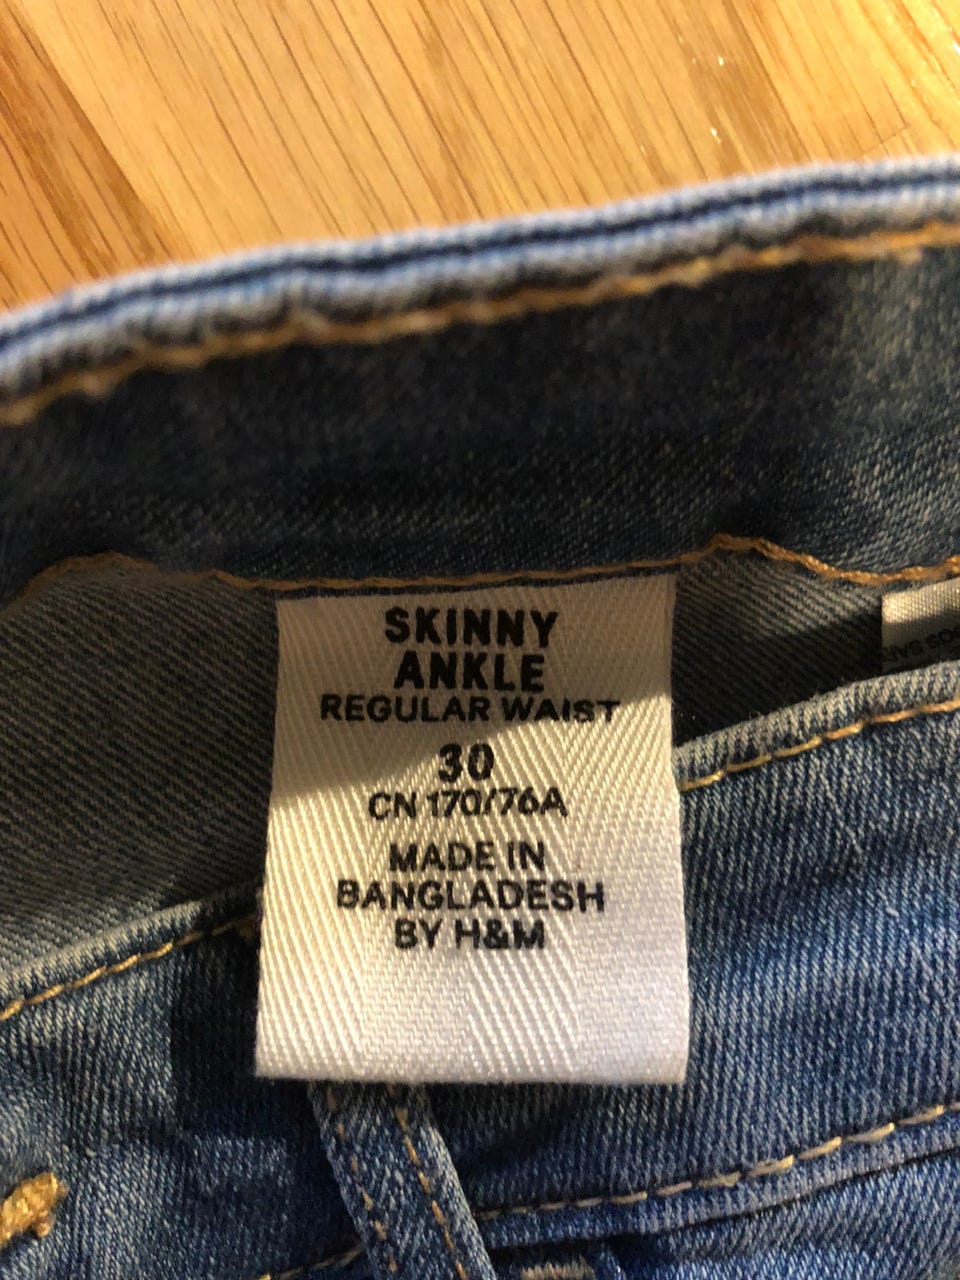 SKINNY
ANKLE
REGULAR WAIST
30
CN 170/76A
MADE IN
BANGLADESH
BY H&M